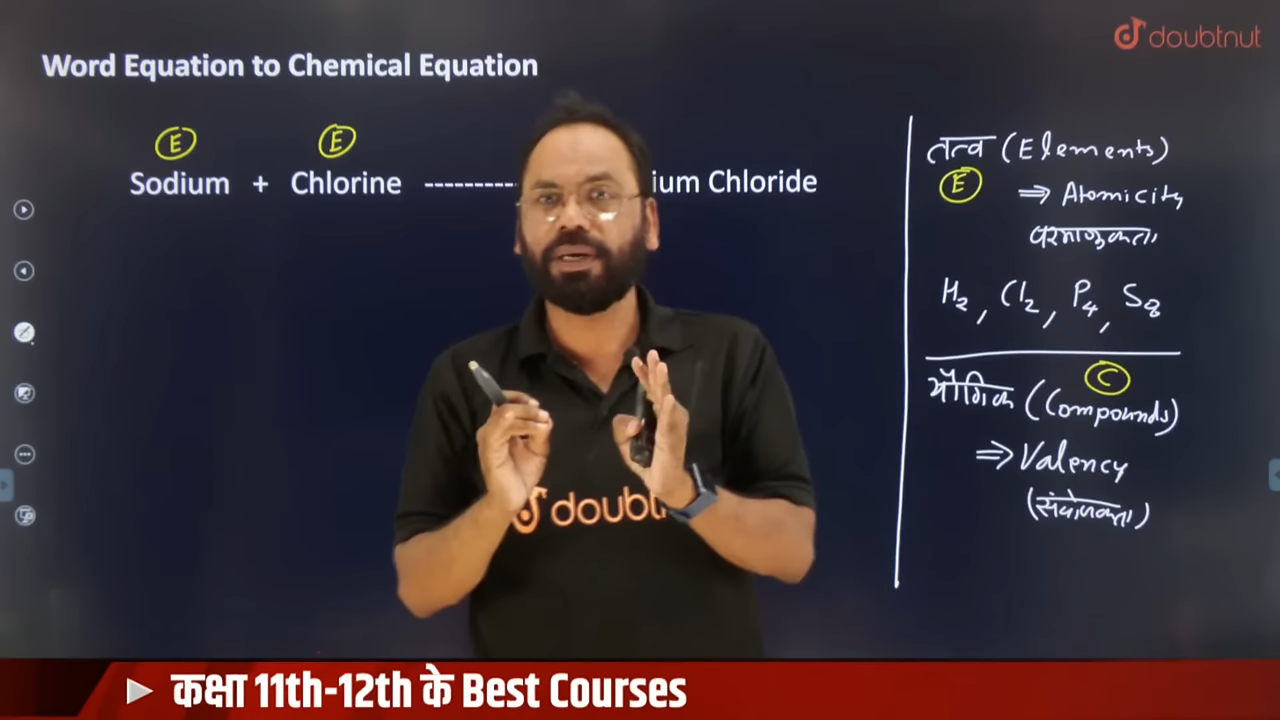 doubtnut
Word Equation to Chemical Equation
E E
Sodium + Chlorine ---------- ium Chloride
तत्व (Elements)
E ⇒ Atomicity
परमाणुकता
H₂, Cl₂, P₄, S₈
C
यौगिक (Compounds)
⇒ Valency
(संयोजकता)
doubtn
कक्षा 11th-12th के Best Courses